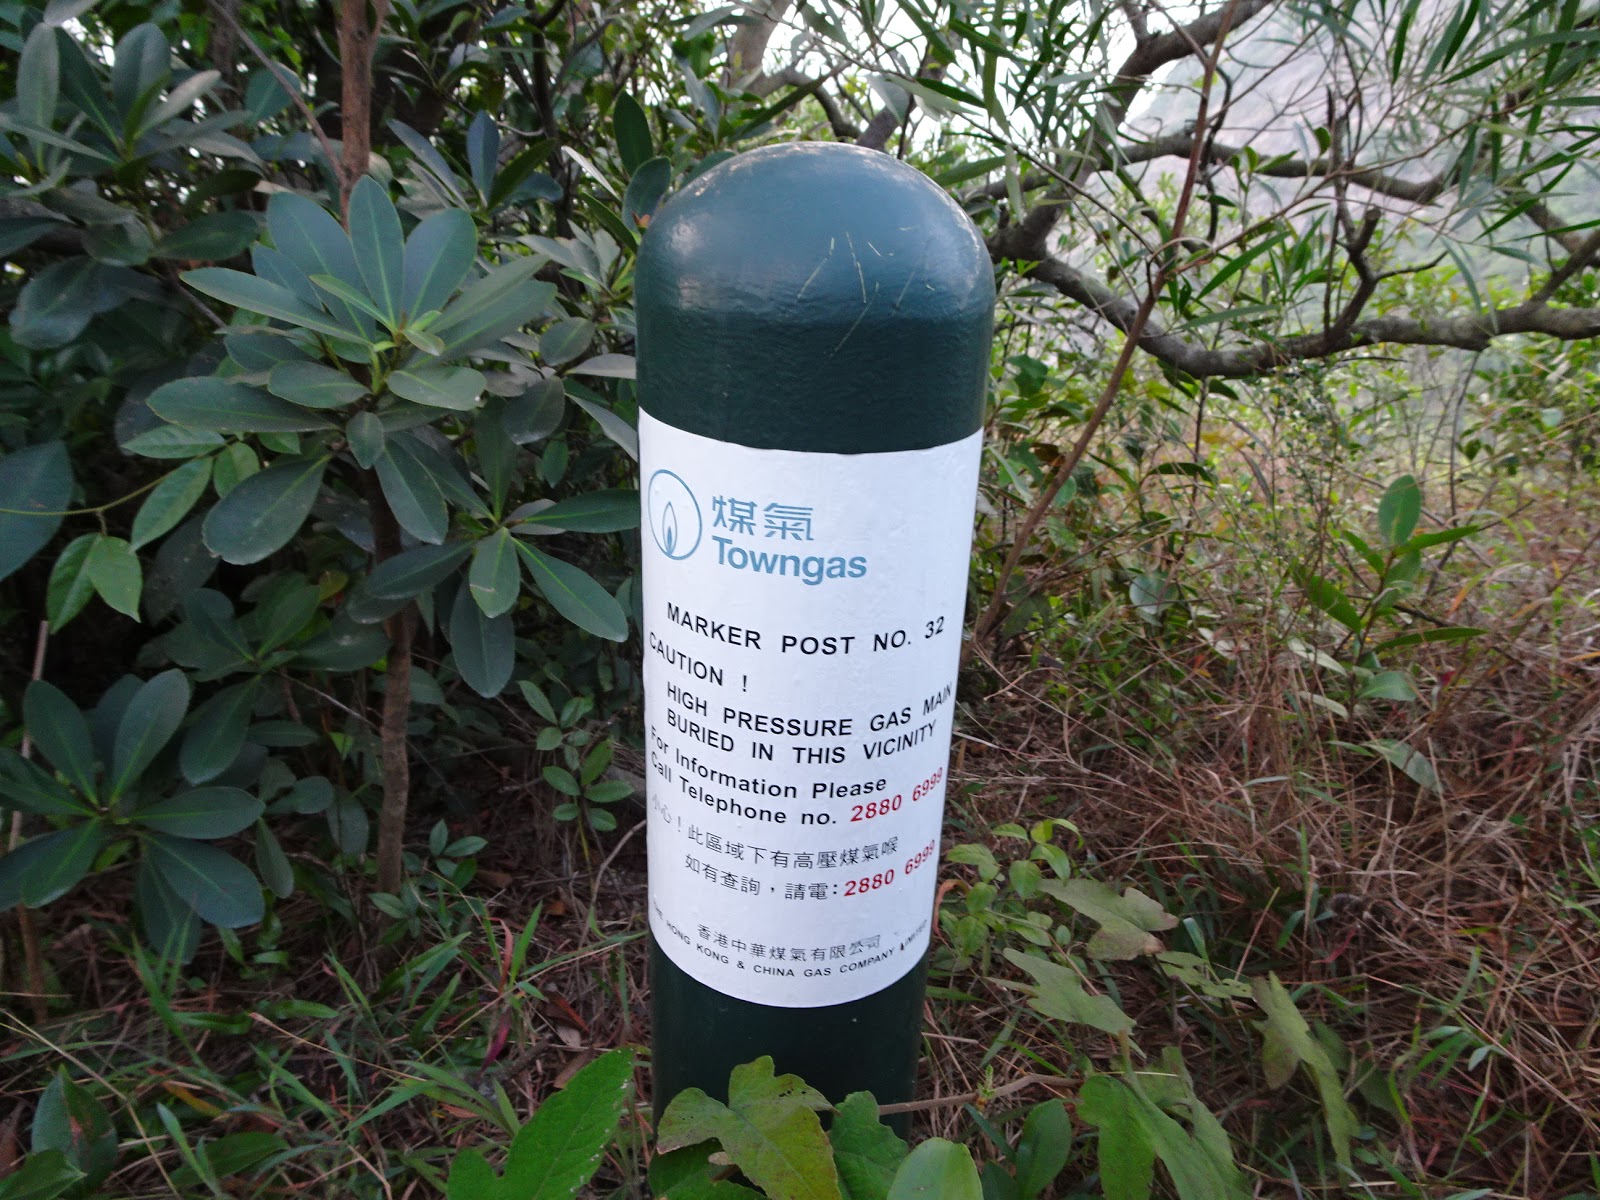 煤氣
Towngas
MARKER POST NO. 32
CAUTION !
HIGH PRESSURE GAS MAIN
BURIED IN THIS VICINITY
For Information Please
Call Telephone no. 2880 6999
小心！此區域下有高壓煤氣喉
如有查詢，請電：2880 6999
香港中華煤氣有限公司
THE HONG KONG & CHINA GAS COMPANY LIMITED